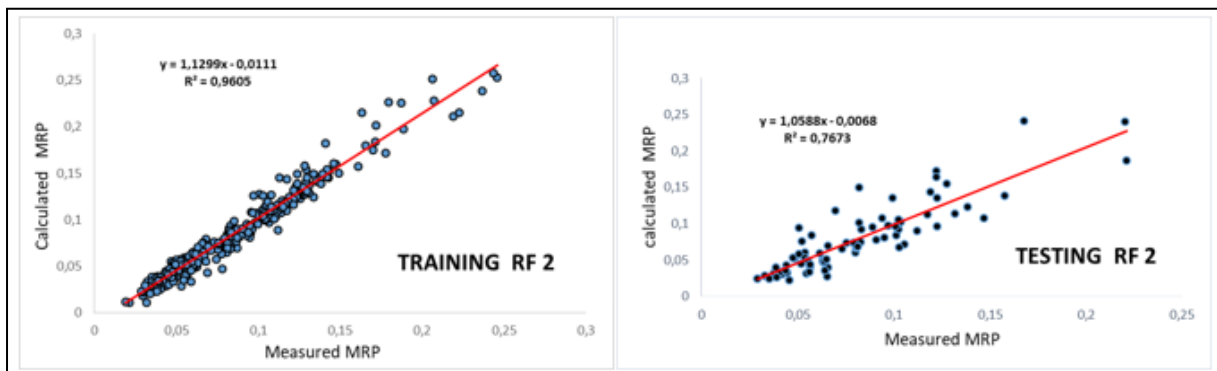 0,3
0,25
0,2
0,15
0,1
0,05
0
Calculated MRP
y = 1,1299x - 0,0111
R² = 0,9605
TRAINING RF 2
0 0,05 0,1 0,15 0,2 0,25 0,3
Measured MRP
0,3
0,25
0,2
0,15
0,1
0,05
0
calculated MRP
y = 1,0588x - 0,0068
R² = 0,7673
TESTING RF 2
0 0,05 0,1 0,15 0,2 0,25
Measured MRP